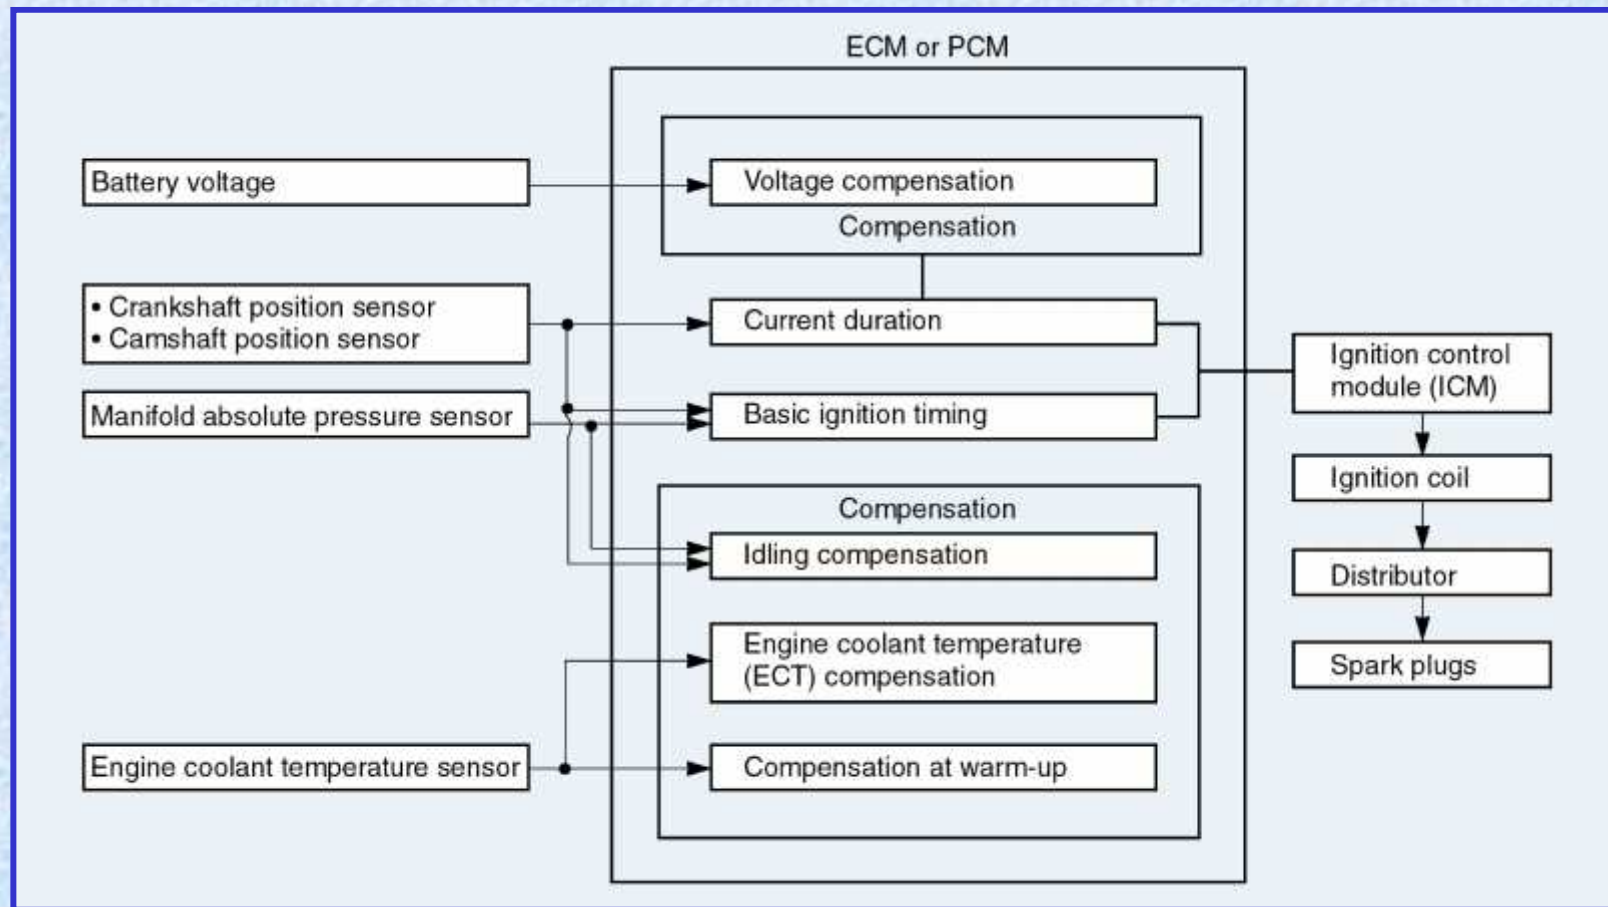 ECM or PCM
Battery voltage
Voltage compensation
Compensation
• Crankshaft position sensor
• Camshaft position sensor
Current duration
Manifold absolute pressure sensor
Basic ignition timing
Compensation
Idling compensation
Engine coolant temperature
(ECT) compensation
Engine coolant temperature sensor
Compensation at warm-up
Ignition control
module (ICM)
Ignition coil
Distributor
Spark plugs